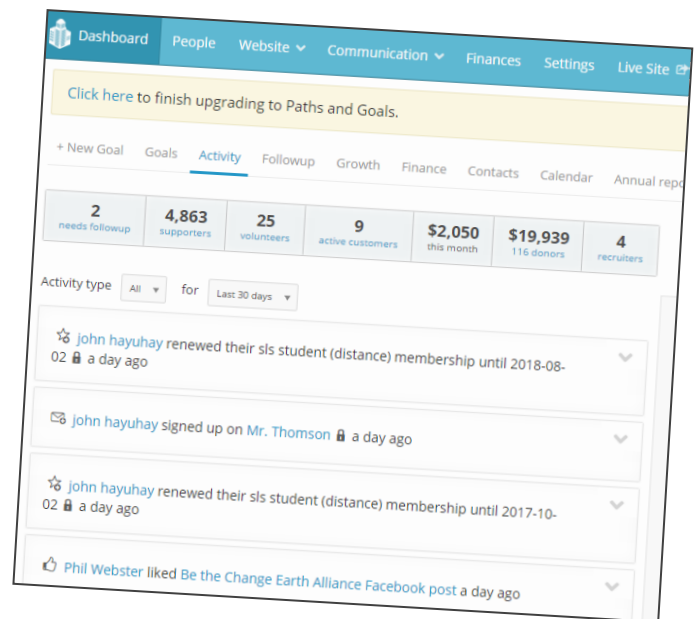 Dashboard People Website Communication Finances Settings Live Site
Click here to finish upgrading to Paths and Goals.
+ New Goal Goals Activity Followup Growth Finance Contacts Calendar Annual repo
2 4,863 25 9 $2,050 $19,939 4
needs followup supporters volunteers active customers this month 116 donors recruiters
Activity type All for Last 30 days
john hayuhay renewed their sls student (distance) membership until 2018-08-
02 a day ago
john hayuhay signed up on Mr. Thomson a day ago
john hayuhay renewed their sls student (distance) membership until 2017-10-
02 a day ago
Phil Webster liked Be the Change Earth Alliance Facebook post a day ago